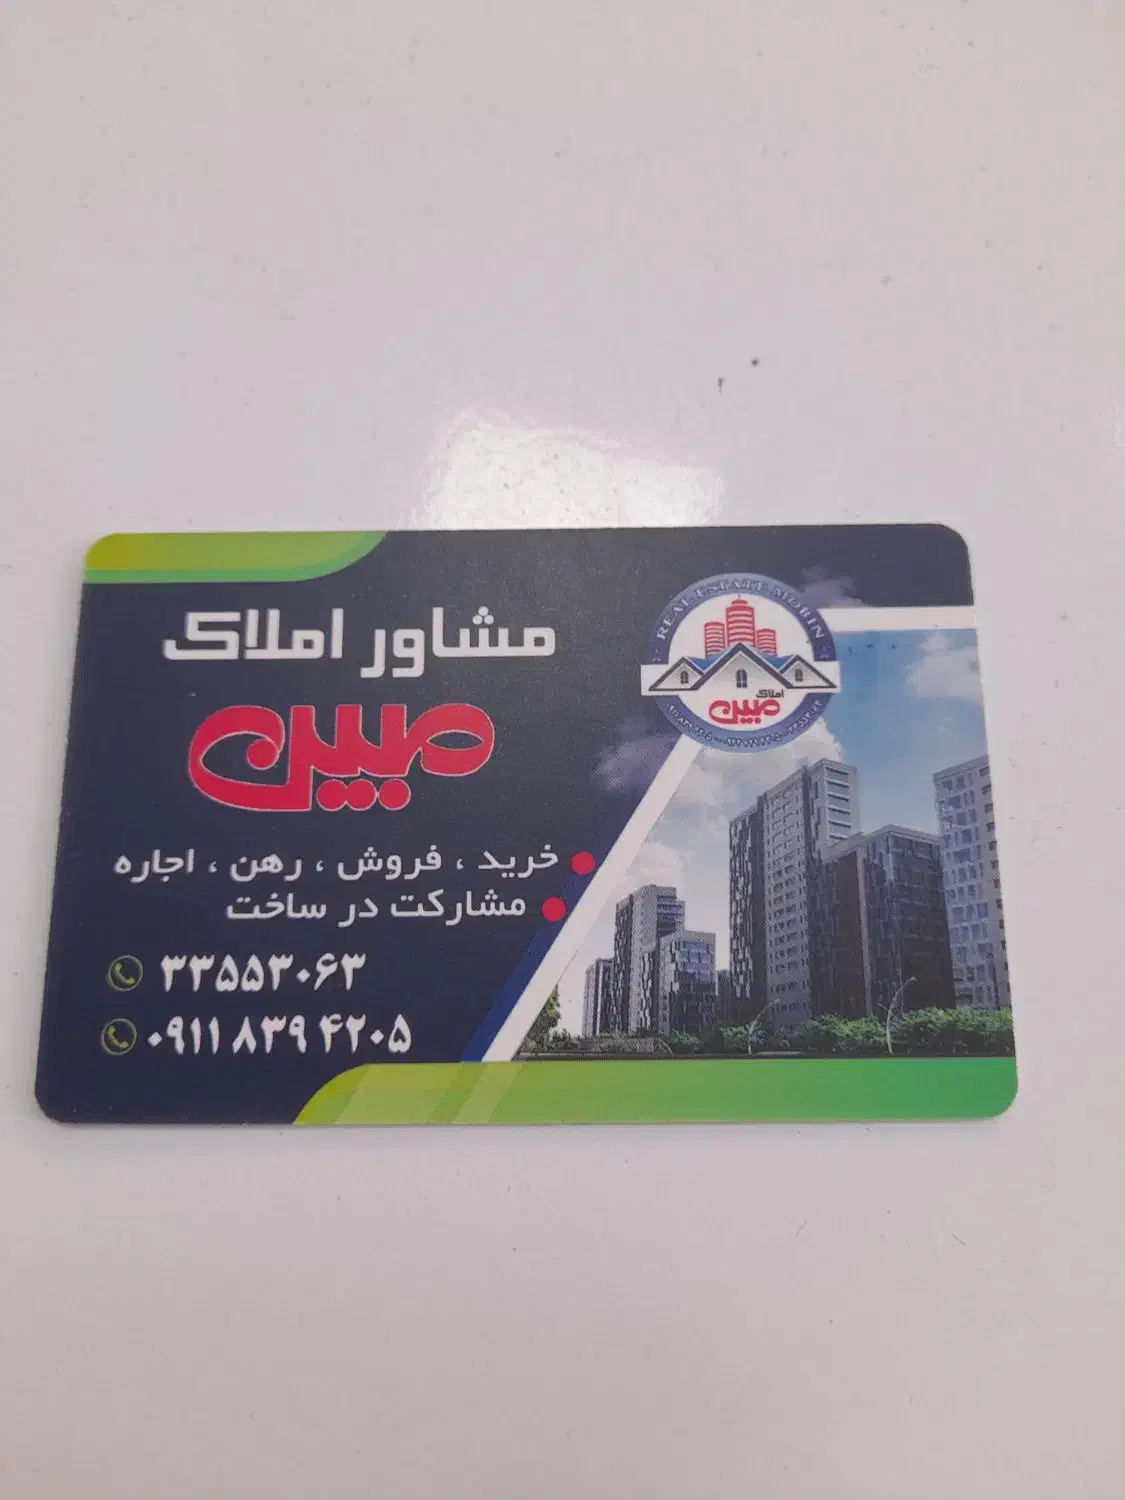 مشاور املاک
مبین
خرید ، فروش ، رهن ، اجاره
مشارکت در ساخت
۳۳۵۵۳۰۶۳
۰۹۱۱ ۸۳۹ ۴۲۰۵
REAL ESTATE MOBIN
املاک
مبین